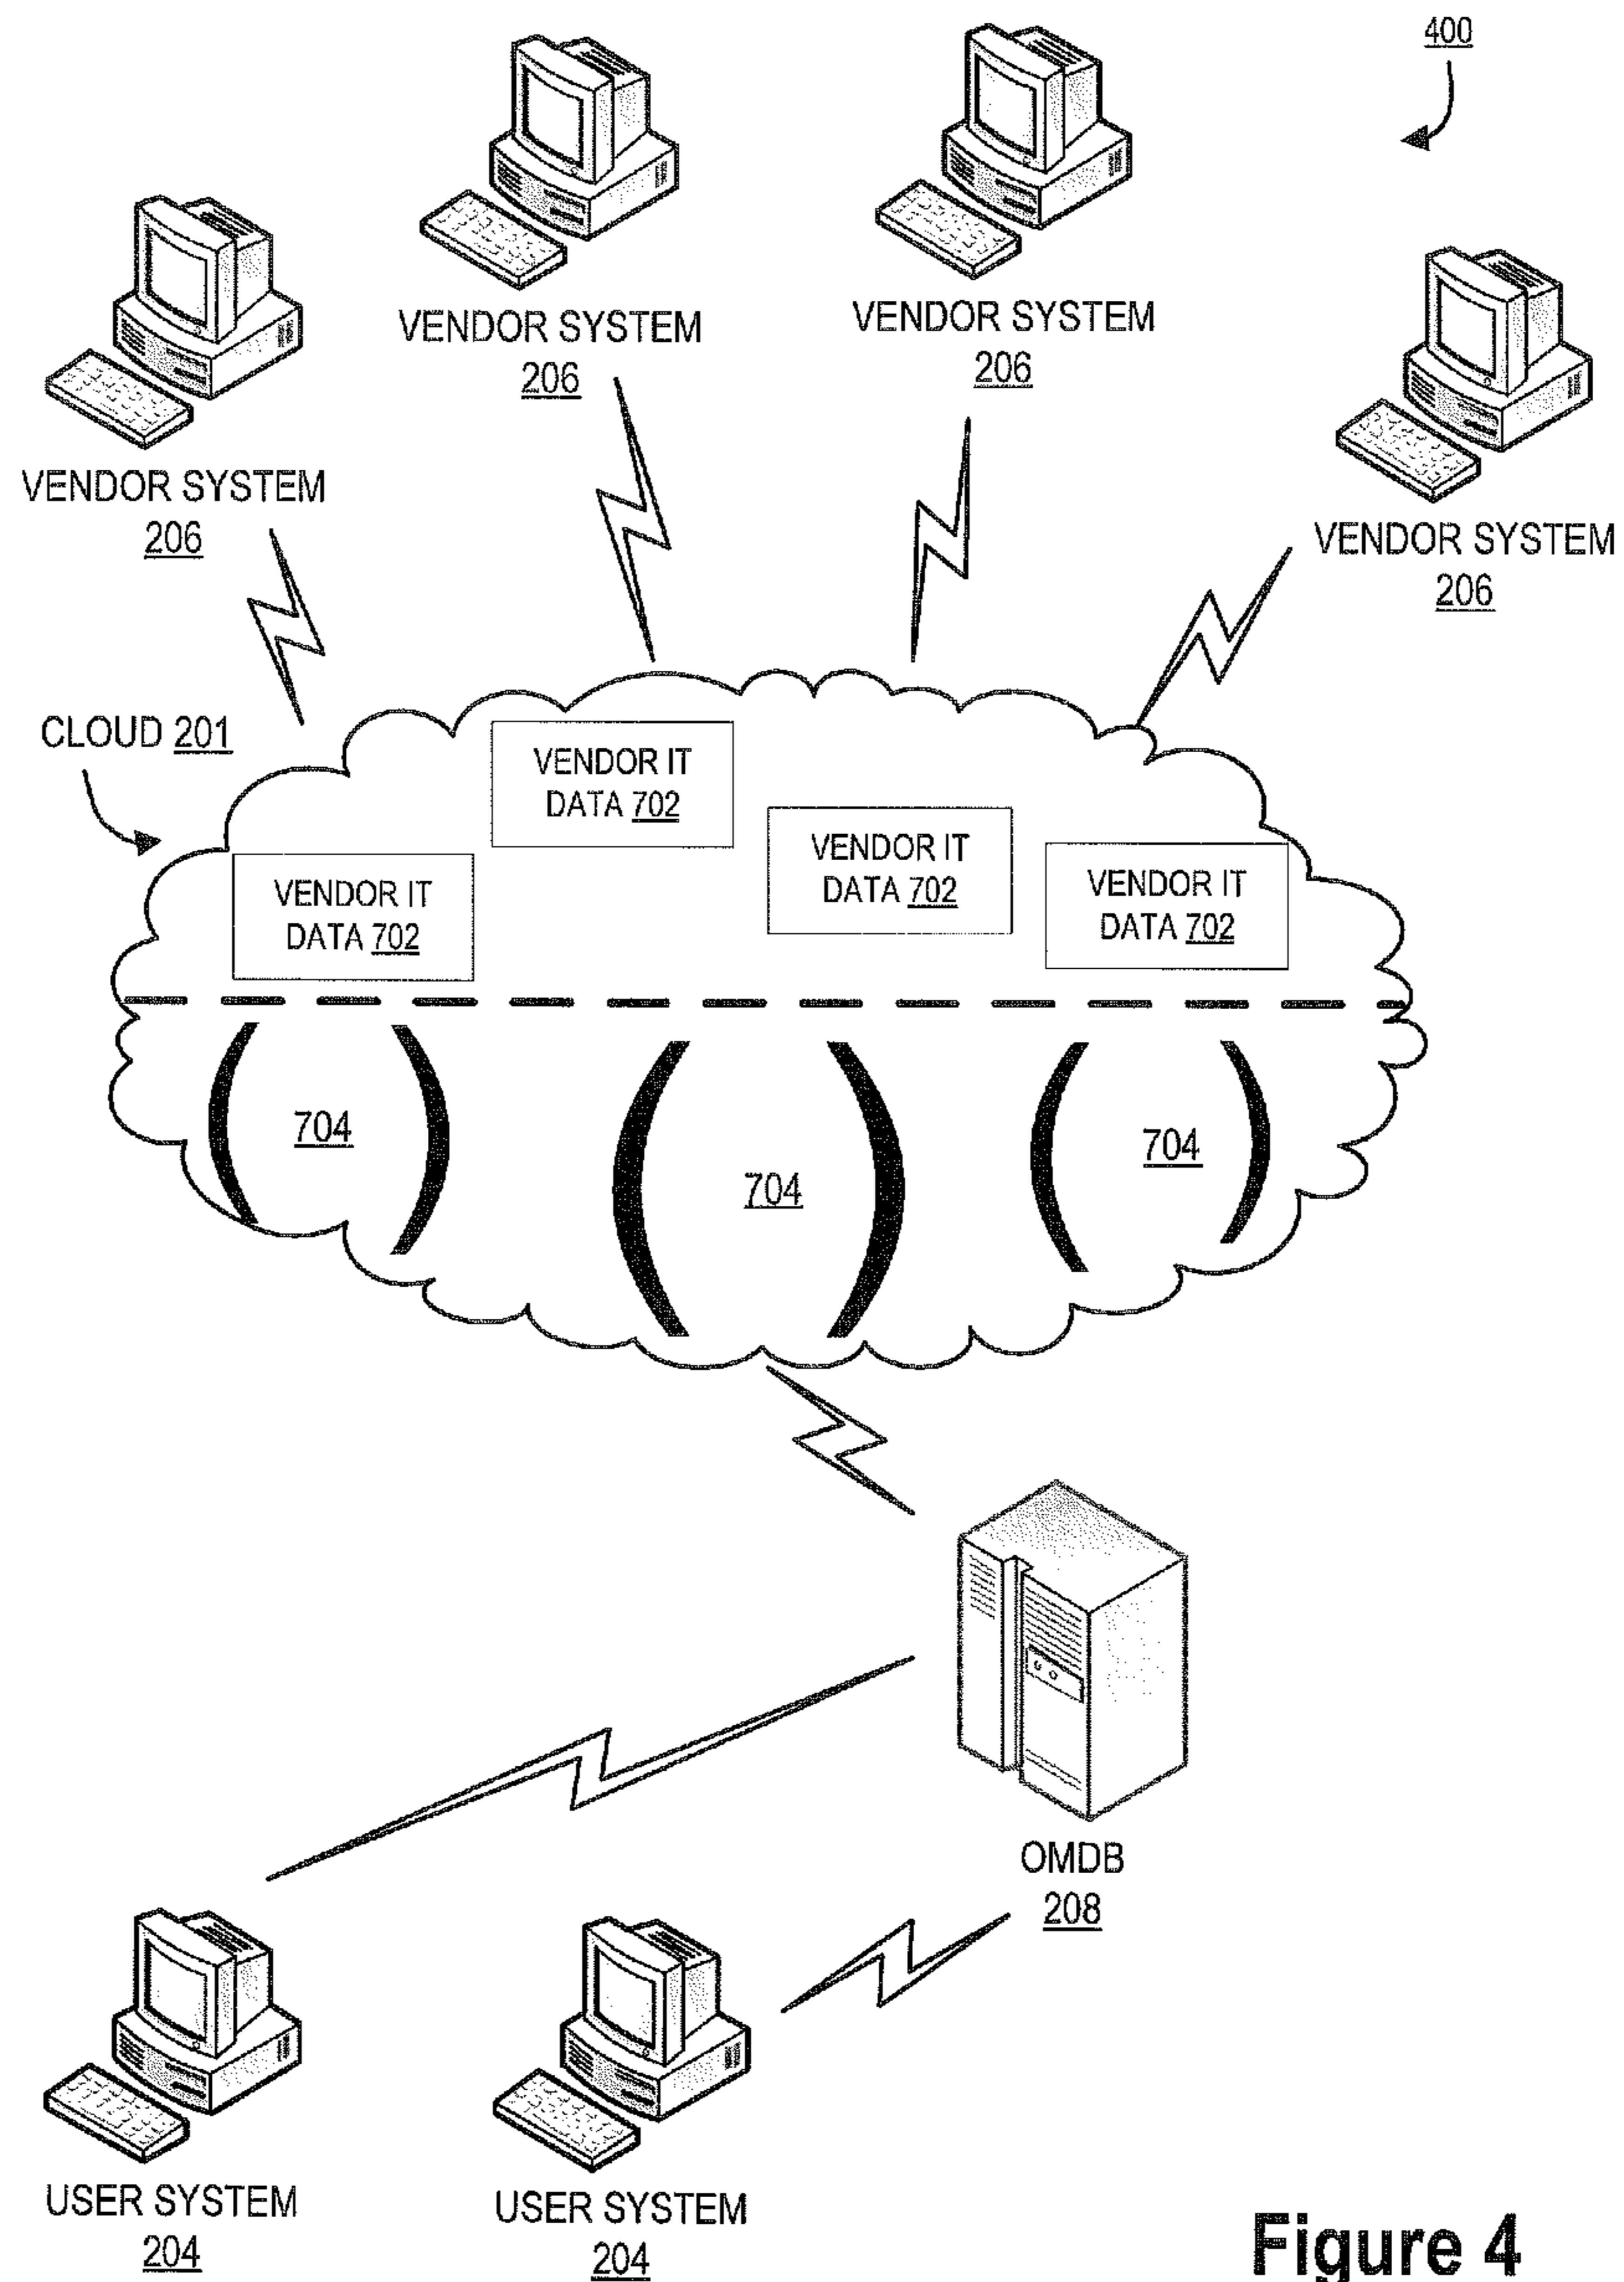 400
VENDOR SYSTEM
206
VENDOR SYSTEM
206
VENDOR SYSTEM
206
VENDOR SYSTEM
206
CLOUD 201
VENDOR IT
DATA 702
VENDOR IT
DATA 702
VENDOR IT
DATA 702
VENDOR IT
DATA 702
704
704
704
OMDB
208
USER SYSTEM
204
USER SYSTEM
204
Figure 4